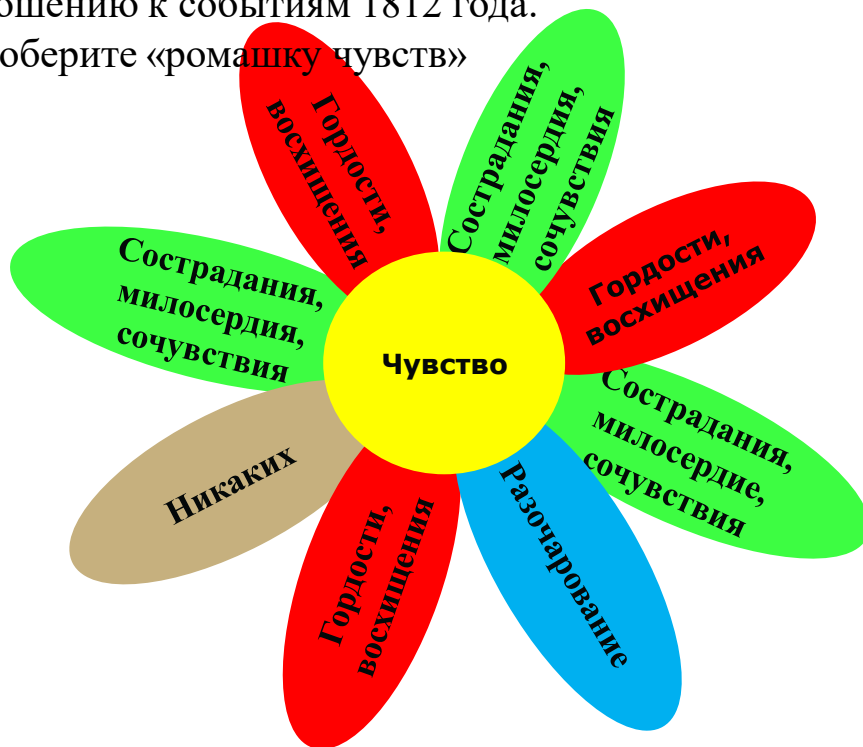 ошению к событиям 1812 года.
оберите «ромашку чувств»
Гордости,
восхищения
Сострадания,
милосердия,
сочувствия
Гордости,
восхищения
Сострадания,
милосердие,
сочувствия
Разочарование
Гордости,
восхищения
Никаких
Сострадания,
милосердия,
сочувствия
Чувство